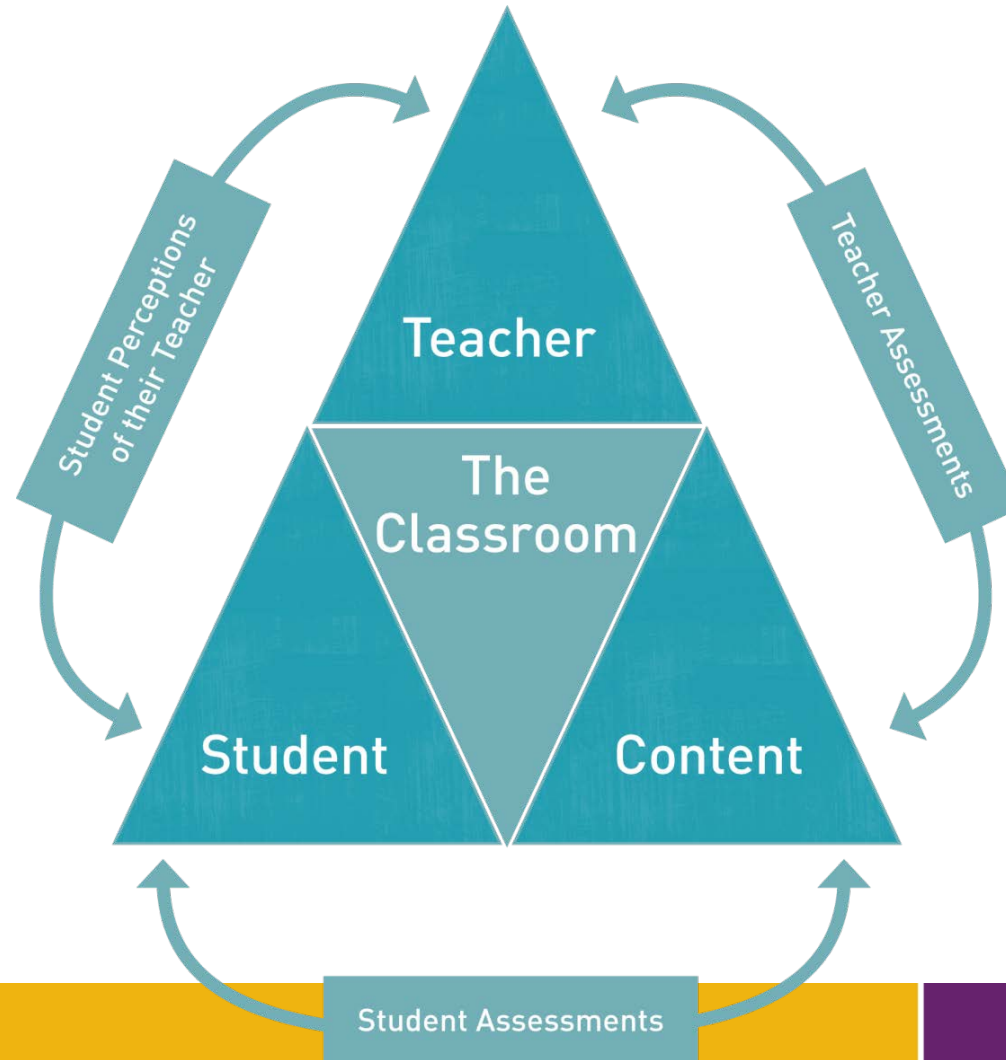 Student Perceptions
of their Teacher
Teacher Assessments
Teacher
The
Classroom
Student
Content
Student Assessments